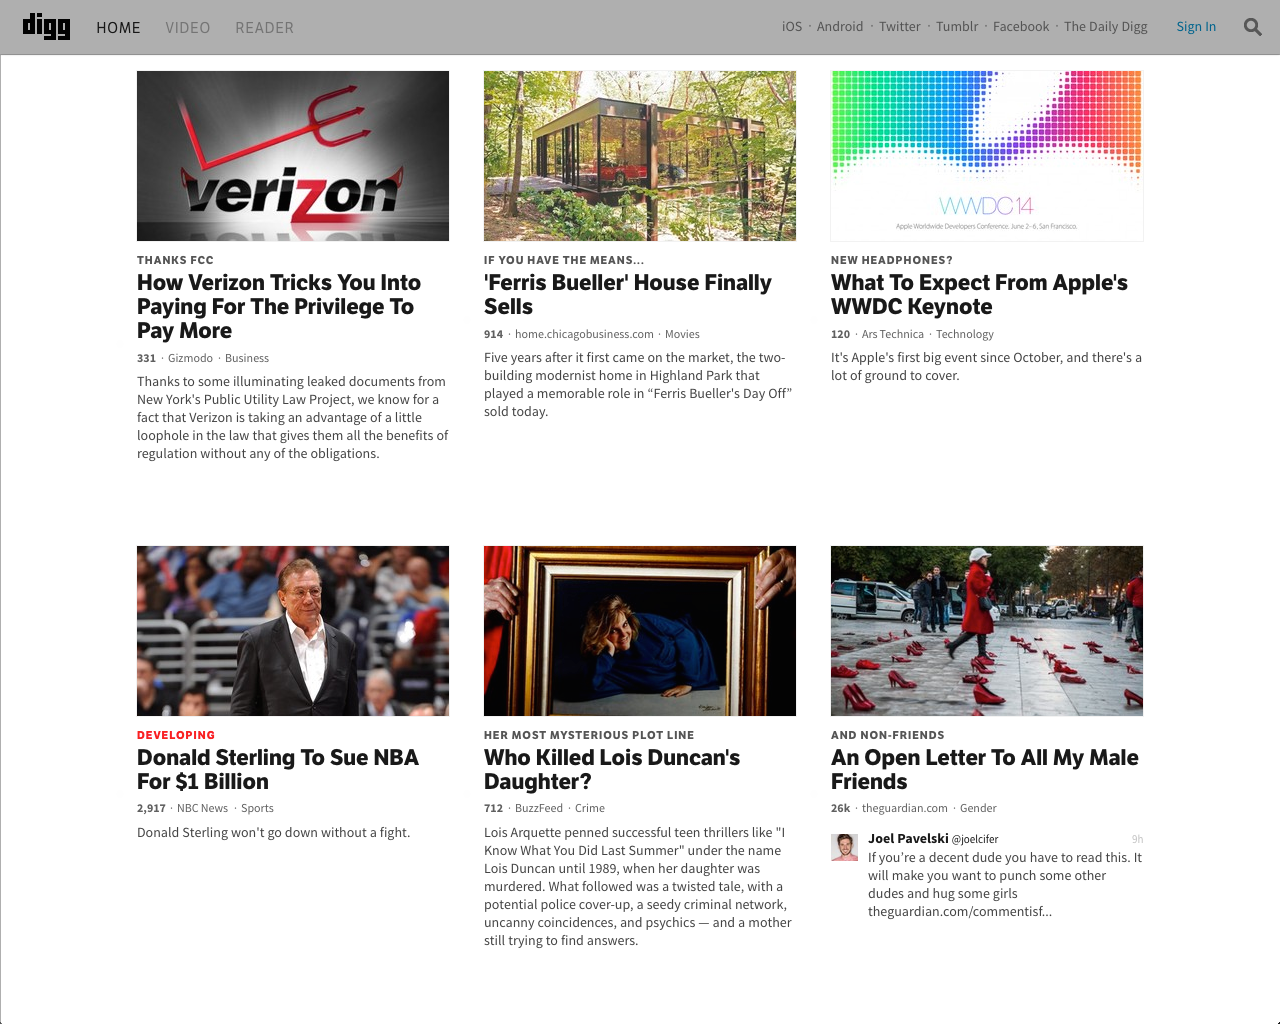 digg HOME VIDEO READER iOS · Android · Twitter · Tumblr · Facebook · The Daily Digg Sign In
verizon
THANKS FCC
How Verizon Tricks You Into
Paying For The Privilege To
Pay More
331 · Gizmodo · Business
Thanks to some illuminating leaked documents from
New York's Public Utility Law Project, we know for a
fact that Verizon is taking an advantage of a little
loophole in the law that gives them all the benefits of
regulation without any of the obligations.
IF YOU HAVE THE MEANS...
'Ferris Bueller' House Finally
Sells
914 · home.chicagobusiness.com · Movies
Five years after it first came on the market, the two-
building modernist home in Highland Park that
played a memorable role in “Ferris Bueller's Day Off”
sold today.
WWDC14
Apple Worldwide Developers Conference. June 2–6, San Francisco.
NEW HEADPHONES?
What To Expect From Apple's
WWDC Keynote
120 · Ars Technica · Technology
It's Apple's first big event since October, and there's a
lot of ground to cover.
DEVELOPING
Donald Sterling To Sue NBA
For $1 Billion
2,917 · NBC News · Sports
Donald Sterling won't go down without a fight.
HER MOST MYSTERIOUS PLOT LINE
Who Killed Lois Duncan's
Daughter?
712 · BuzzFeed · Crime
Lois Arquette penned successful teen thrillers like "I
Know What You Did Last Summer" under the name
Lois Duncan until 1989, when her daughter was
murdered. What followed was a twisted tale, with a
potential police cover-up, a seedy criminal network,
uncanny coincidences, and psychics — and a mother
still trying to find answers.
AND NON-FRIENDS
An Open Letter To All My Male
Friends
26k · theguardian.com · Gender
Joel Pavelski @joelcifer 9h
If you're a decent dude you have to read this. It
will make you want to punch some other
dudes and hug some girls
theguardian.com/commentisf...